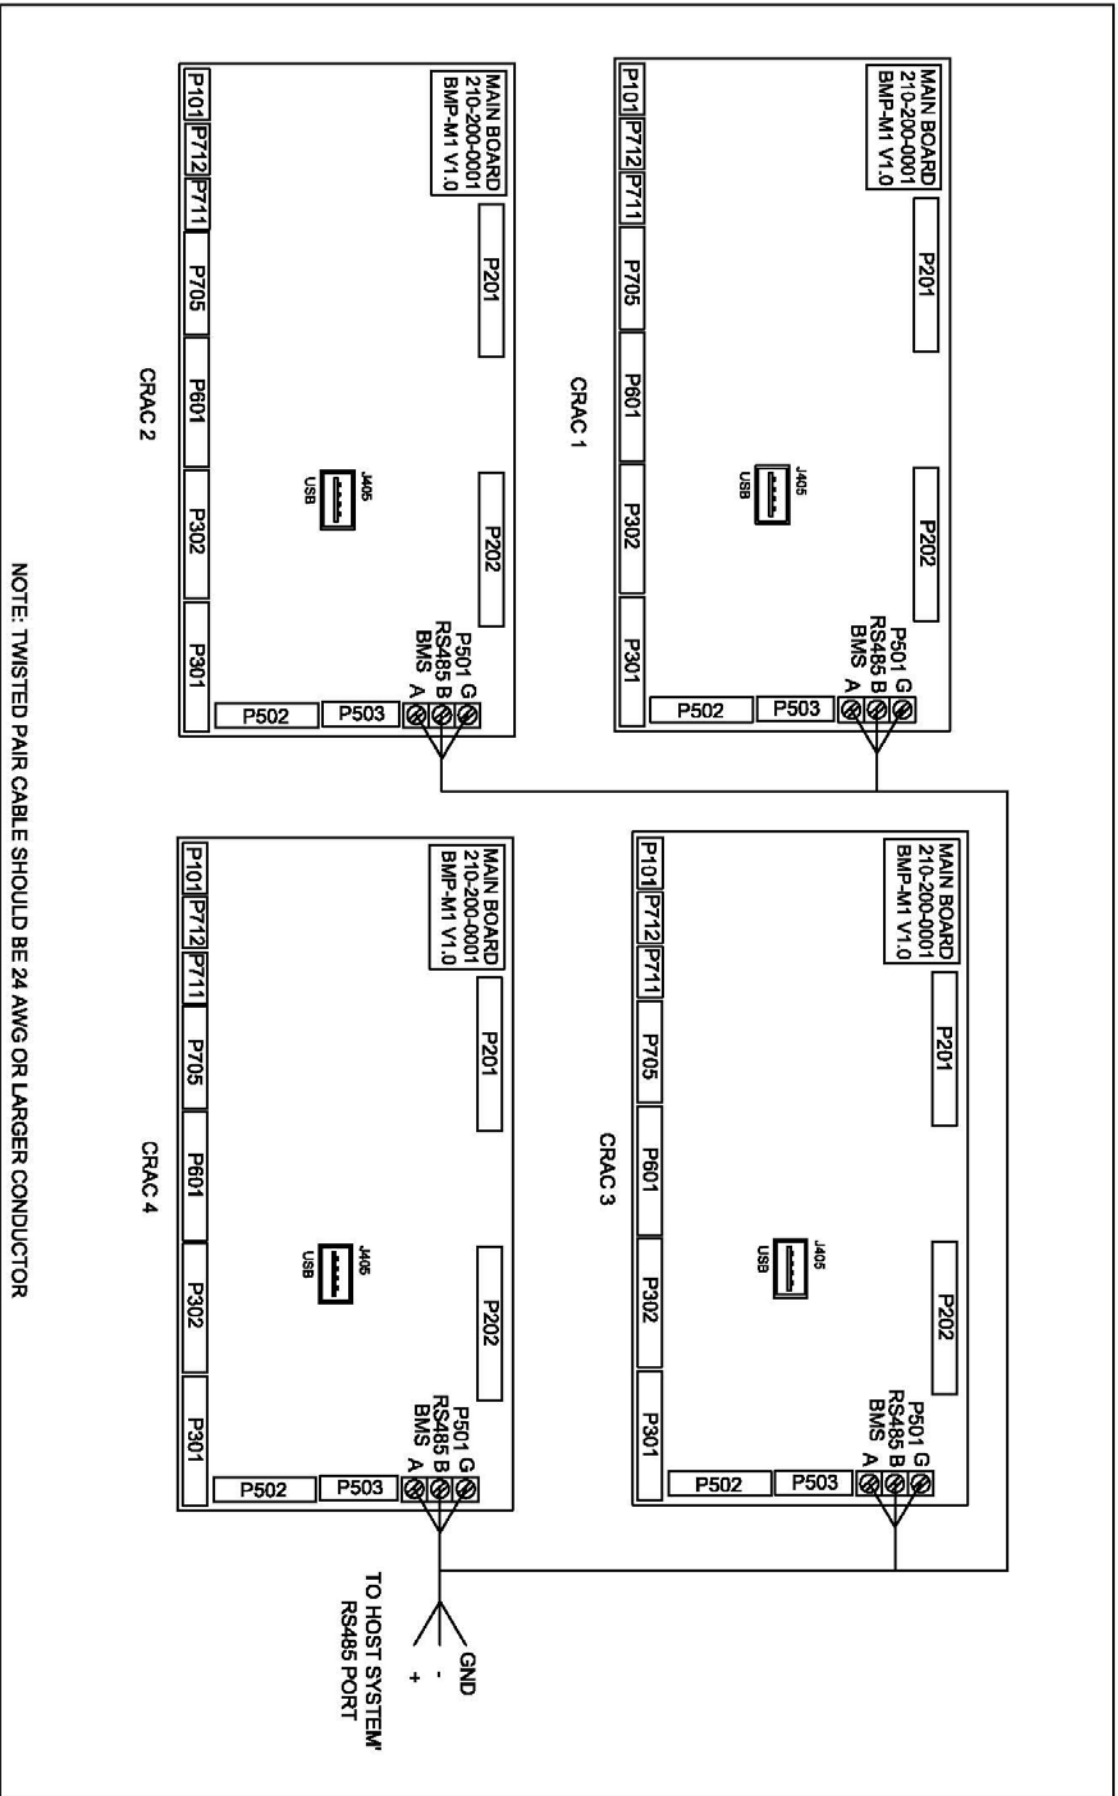 MAIN BOARD
210-200-0001
BMP-M1 V1.0
P201
P202
J405
USB
P501 G
RS485 B
BMS A
P503
P502
P101
P712
P711
P705
P601
P302
P301
CRAC 1
MAIN BOARD
210-200-0001
BMP-M1 V1.0
P201
P202
J405
USB
P501 G
RS485 B
BMS A
P503
P502
P101
P712
P711
P705
P601
P302
P301
CRAC 3
MAIN BOARD
210-200-0001
BMP-M1 V1.0
P201
P202
J405
USB
P501 G
RS485 B
BMS A
P503
P502
P101
P712
P711
P705
P601
P302
P301
CRAC 2
MAIN BOARD
210-200-0001
BMP-M1 V1.0
P201
P202
J405
USB
P501 G
RS485 B
BMS A
P503
P502
P101
P712
P711
P705
P601
P302
P301
CRAC 4
GND
-
+
TO HOST SYSTEM'
RS485 PORT
NOTE: TWISTED PAIR CABLE SHOULD BE 24 AWG OR LARGER CONDUCTOR